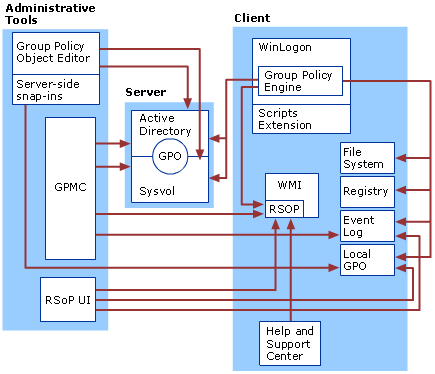 Administrative
Tools
Group Policy
Object Editor
Server-side
snap-ins
GPMC
RSoP UI
Server
Active
Directory
GPO
Sysvol
Client
WinLogon
Group Policy
Engine
Scripts
Extension
WMI
RSOP
File
System
Registry
Event
Log
Local
GPO
Help and
Support
Center